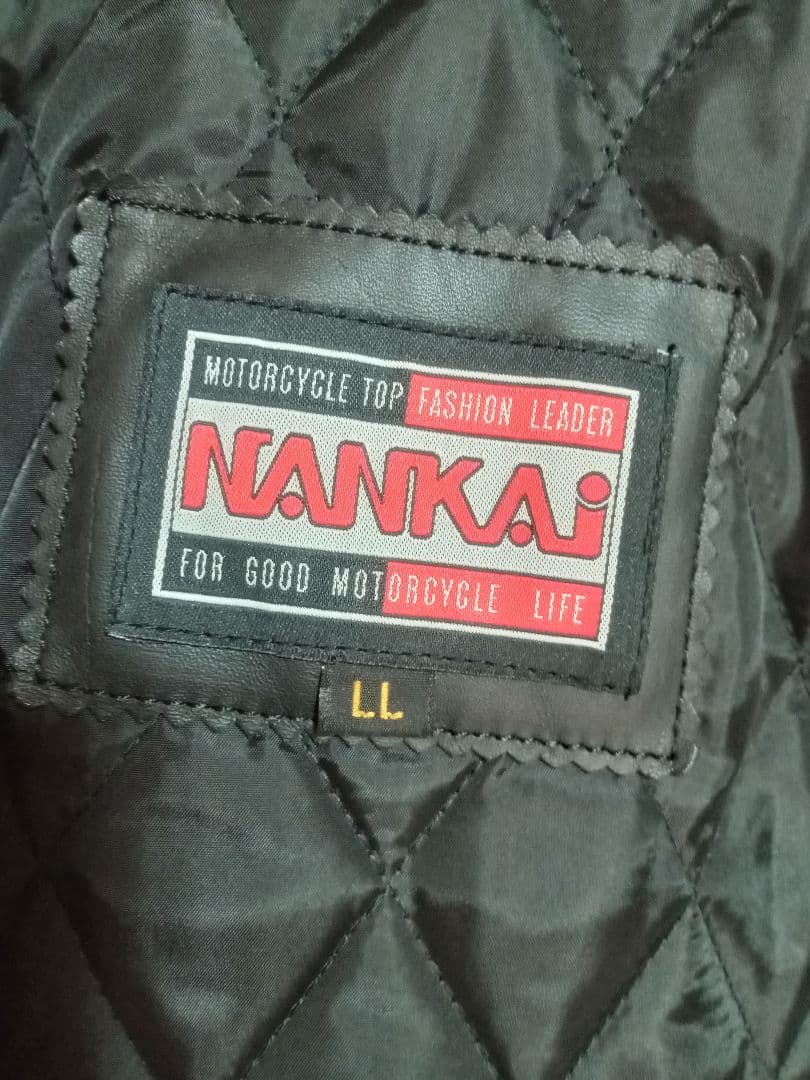 MOTORCYCLE TOP FASHION LEADER
NANKAi
FOR GOOD MOTORCYCLE LIFE
LL